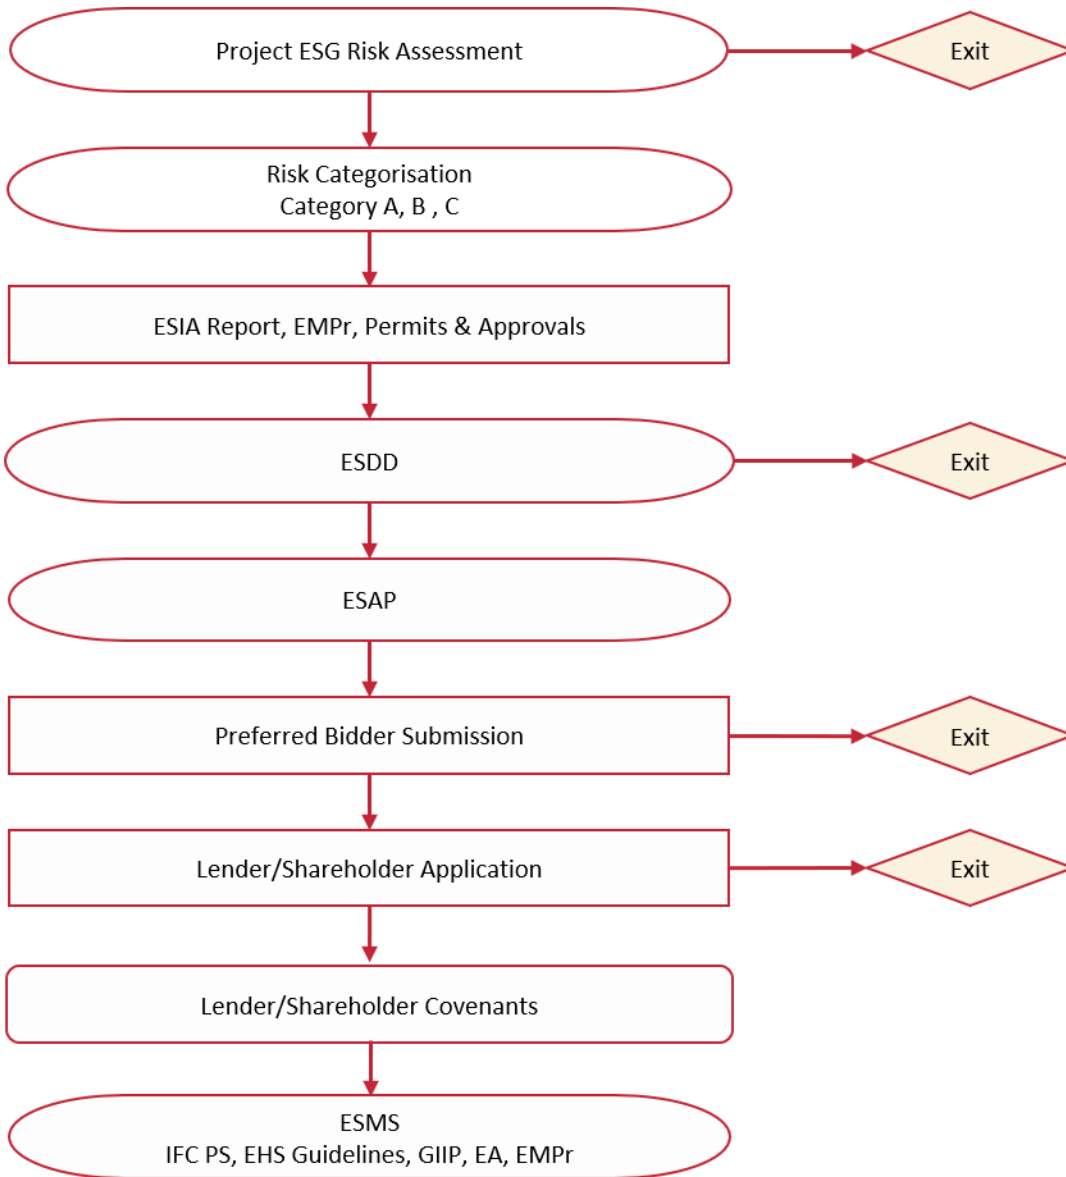 Project ESG Risk Assessment
Exit
Risk Categorisation
Category A, B , C
ESIA Report, EMPr, Permits & Approvals
ESDD
Exit
ESAP
Preferred Bidder Submission
Exit
Lender/Shareholder Application
Exit
Lender/Shareholder Covenants
ESMS
IFC PS, EHS Guidelines, GIIP, EA, EMPr